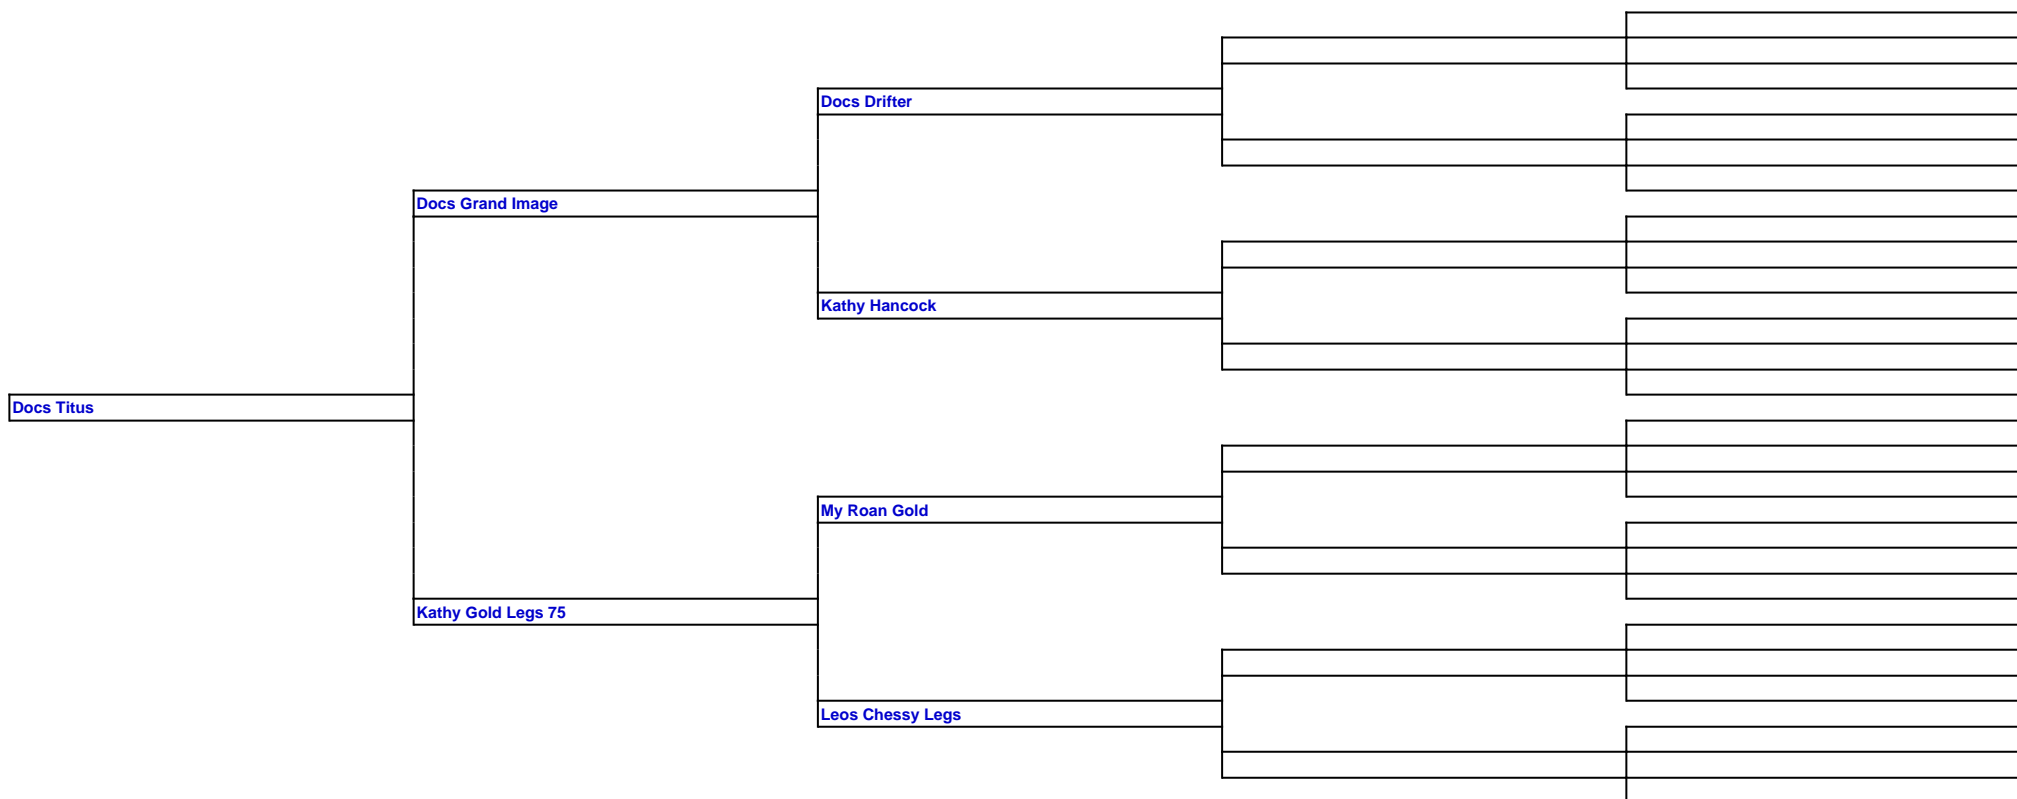 Docs Drifter
Docs Grand Image
Kathy Hancock
Docs Titus
My Roan Gold
Kathy Gold Legs 75
Leos Chessy Legs